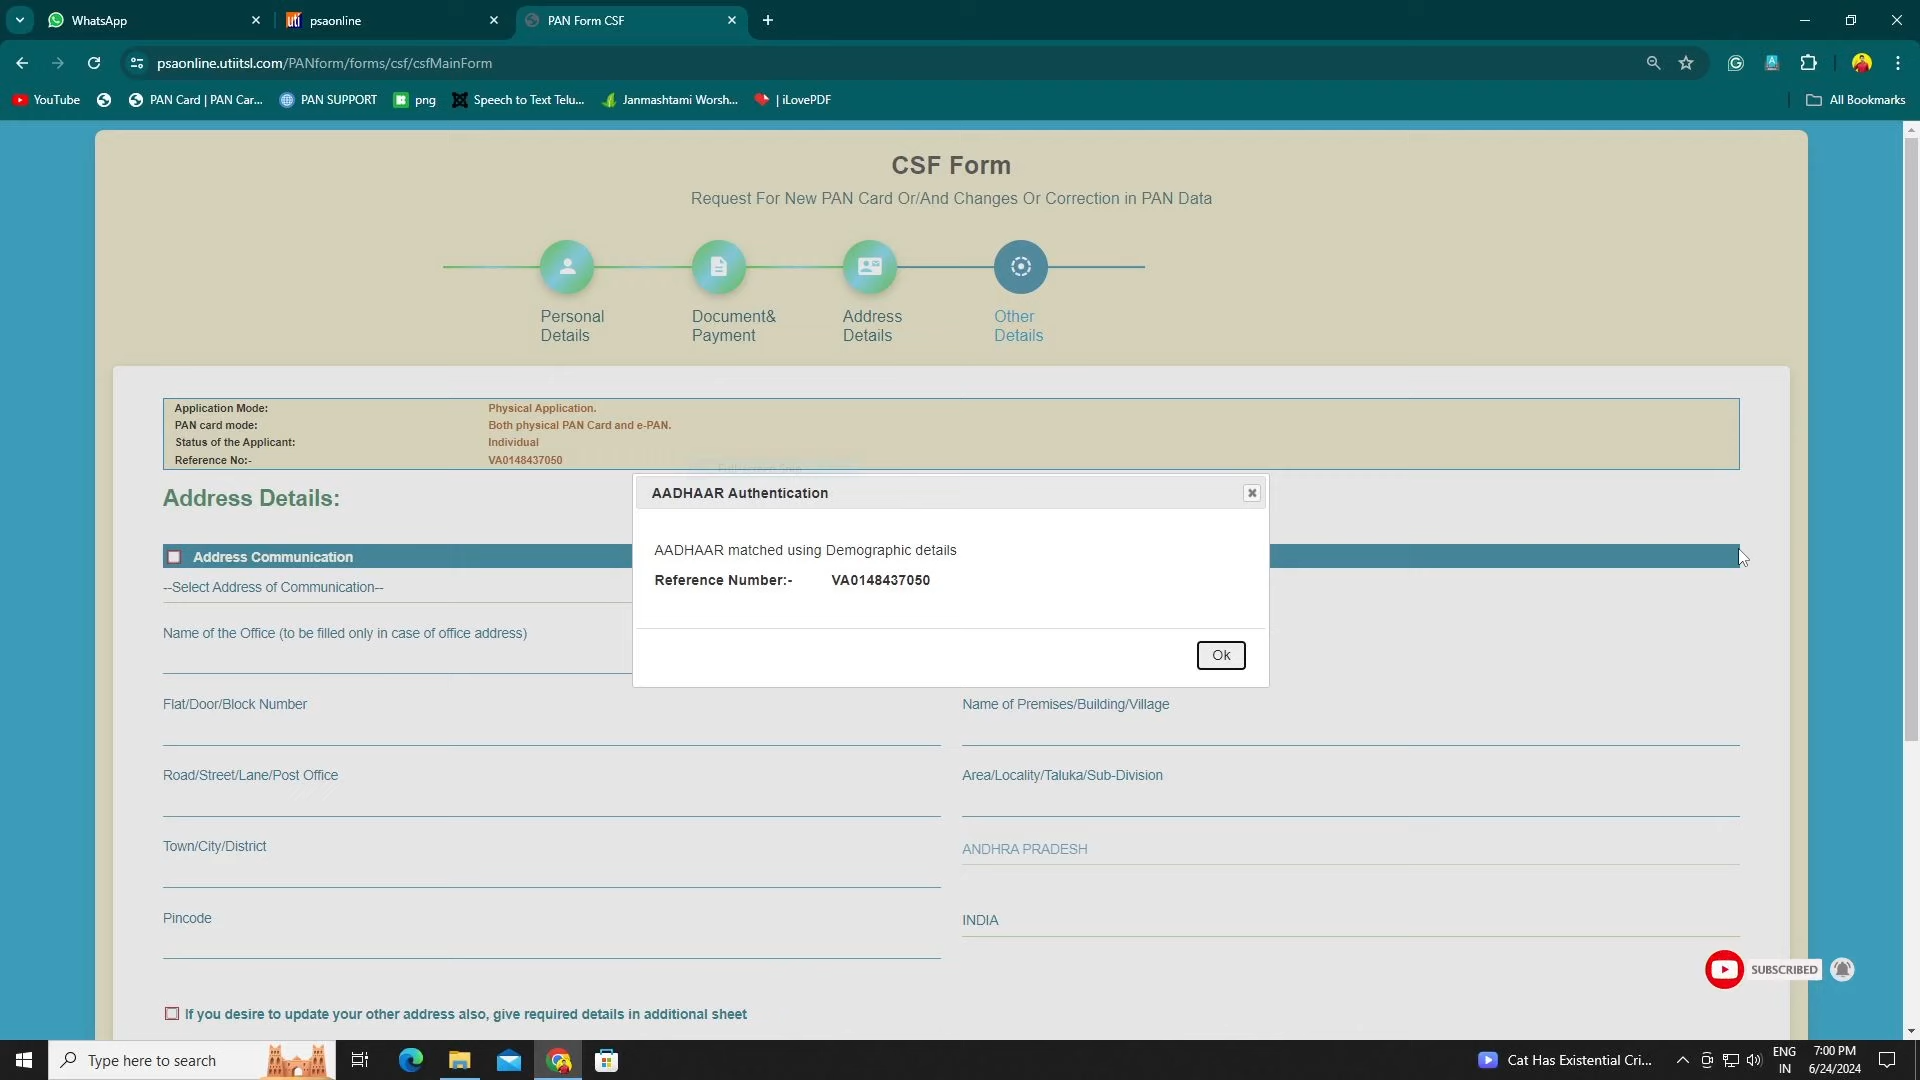 WhatsApp
uti psaonline
PAN Form CSF
psaonline.utiitsl.com/PANform/forms/csf/csfMainForm
YouTube
PAN Card | PAN Car...
PAN SUPPORT
png
Speech to Text Telu...
Janmashtami Worsh...
| iLovePDF
All Bookmarks
CSF Form
Request For New PAN Card Or/And Changes Or Correction in PAN Data
Personal
Details
Document&
Payment
Address
Details
Other
Details
Application Mode: Physical Application.
PAN card mode: Both physical PAN Card and e-PAN.
Status of the Applicant: Individual
Reference No:- VA0148437050
Address Details:
AADHAAR Authentication
AADHAAR matched using Demographic details
Reference Number:- VA0148437050
Ok
Address Communication
--Select Address of Communication--
Name of the Office (to be filled only in case of office address)
Flat/Door/Block Number
Name of Premises/Building/Village
Road/Street/Lane/Post Office
Area/Locality/Taluka/Sub-Division
Town/City/District
ANDHRA PRADESH
Pincode
INDIA
SUBSCRIBED
If you desire to update your other address also, give required details in additional sheet
Type here to search
Cat Has Existential Cri...
ENG
IN
7:00 PM
6/24/2024